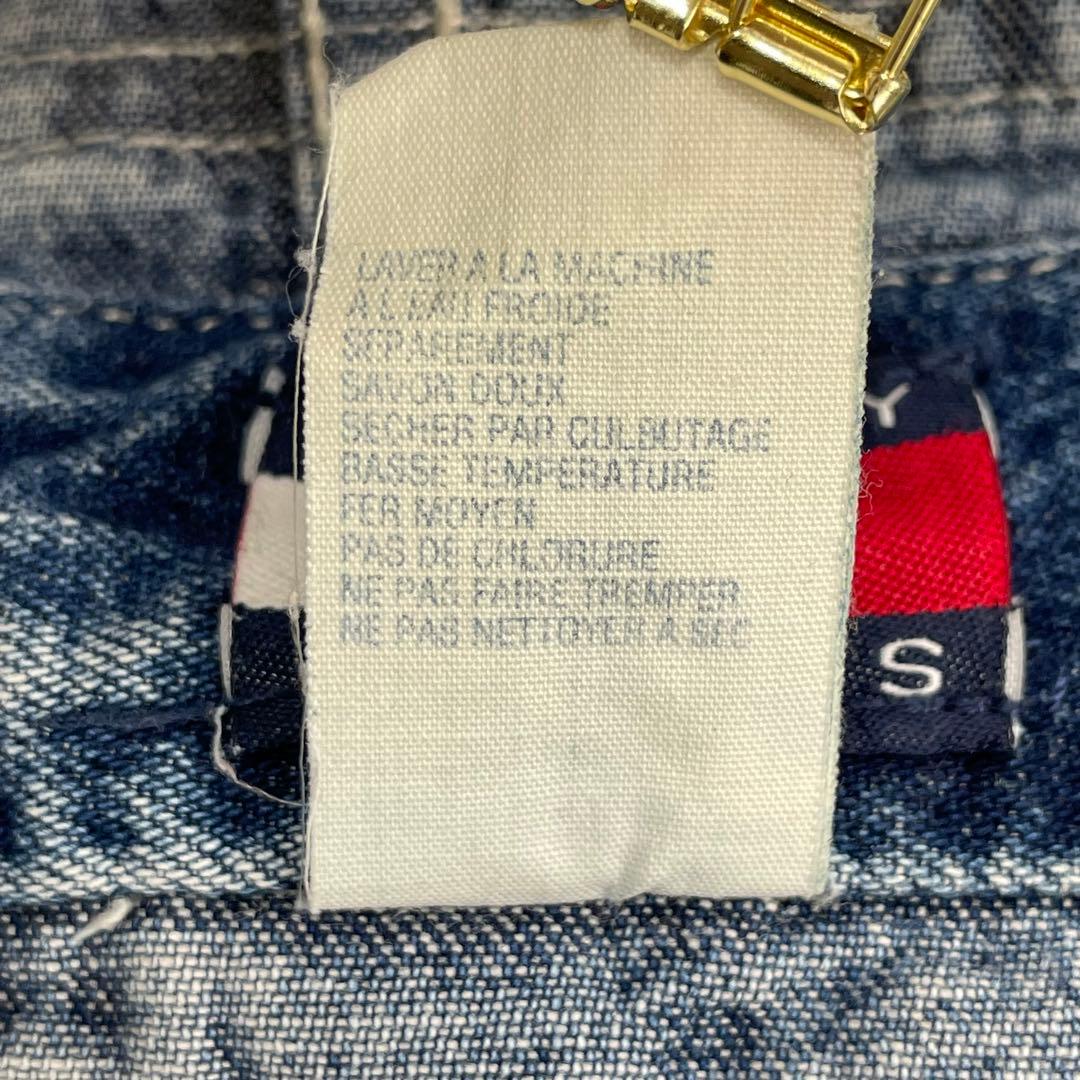 LAVER A LA MACHINE
A L'EAU FROIDE
SEPAREMENT
SAVON DOUX
SECHER PAR CULBUTAGE
BASSE TEMPERATURE
FER MOYEN
PAS DE CHLORURE
NE PAS FAIRE TREMPER
NE PAS NETTOYER A SEC
Y
S